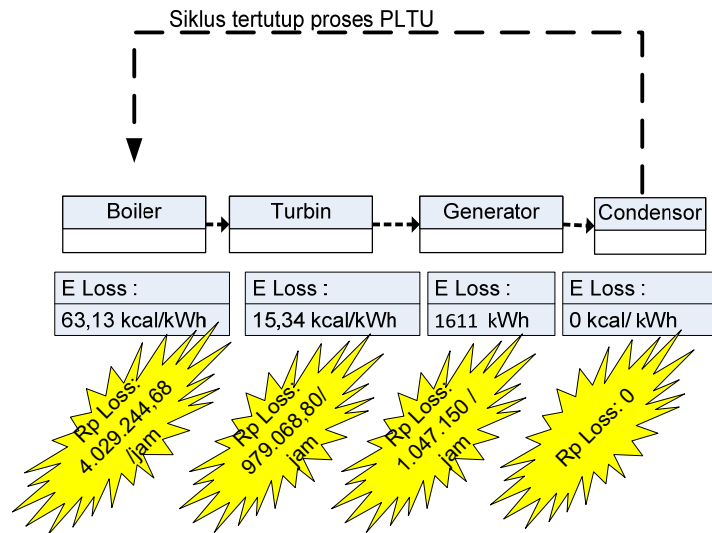 Siklus tertutup proses PLTU
Boiler
Turbin
Generator
Condensor
E Loss :
63,13 kcal/kWh
E Loss :
15,34 kcal/kWh
E Loss :
1611 kWh
E Loss :
0 kcal/ kWh
Rp Loss:
4.029.244,68
/jam
Rp Loss:
979.068,80/
jam
Rp Loss:
1.047.150 /
jam
Rp Loss: 0